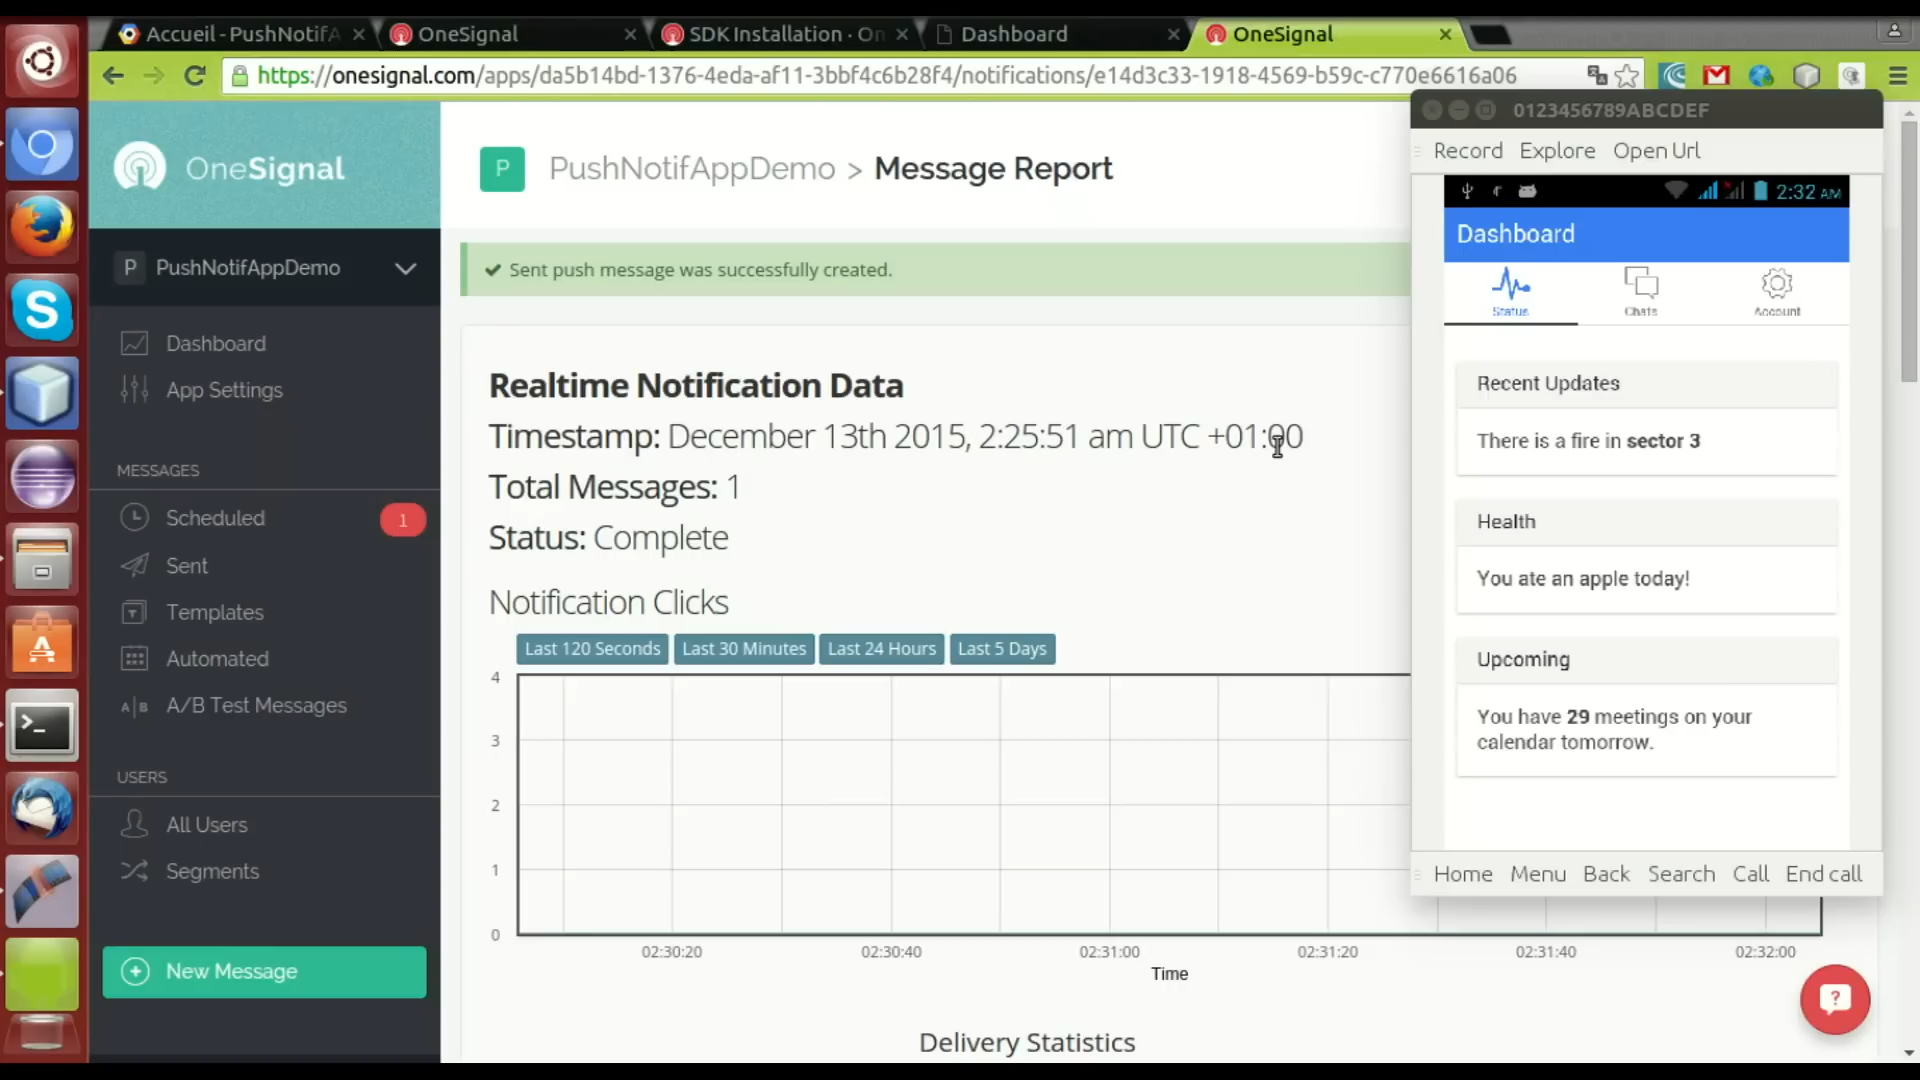 Accueil - PushNotifA
OneSignal
SDK Installation · On
Dashboard
OneSignal
https://onesignal.com/apps/da5b14bd-1376-4eda-af11-3bbf4c6b28f4/notifications/e14d3c33-1918-4569-b59c-c770e6616a06
OneSignal
P PushNotifAppDemo
Dashboard
App Settings
MESSAGES
Scheduled 1
Sent
Templates
Automated
A|B A/B Test Messages
USERS
All Users
Segments
New Message
P PushNotifAppDemo > Message Report
Sent push message was successfully created.
Realtime Notification Data
Timestamp: December 13th 2015, 2:25:51 am UTC +01:00
Total Messages: 1
Status: Complete
Notification Clicks
Last 120 Seconds Last 30 Minutes Last 24 Hours Last 5 Days
4
3
2
1
0
02:30:20 02:30:40 02:31:00 02:31:20 02:31:40 02:32:00
Time
Delivery Statistics
0123456789ABCDEF
Record Explore Open Url
2:32 AM
Dashboard
Status Chats Account
Recent Updates
There is a fire in sector 3
Health
You ate an apple today!
Upcoming
You have 29 meetings on your
calendar tomorrow.
Home Menu Back Search Call End call